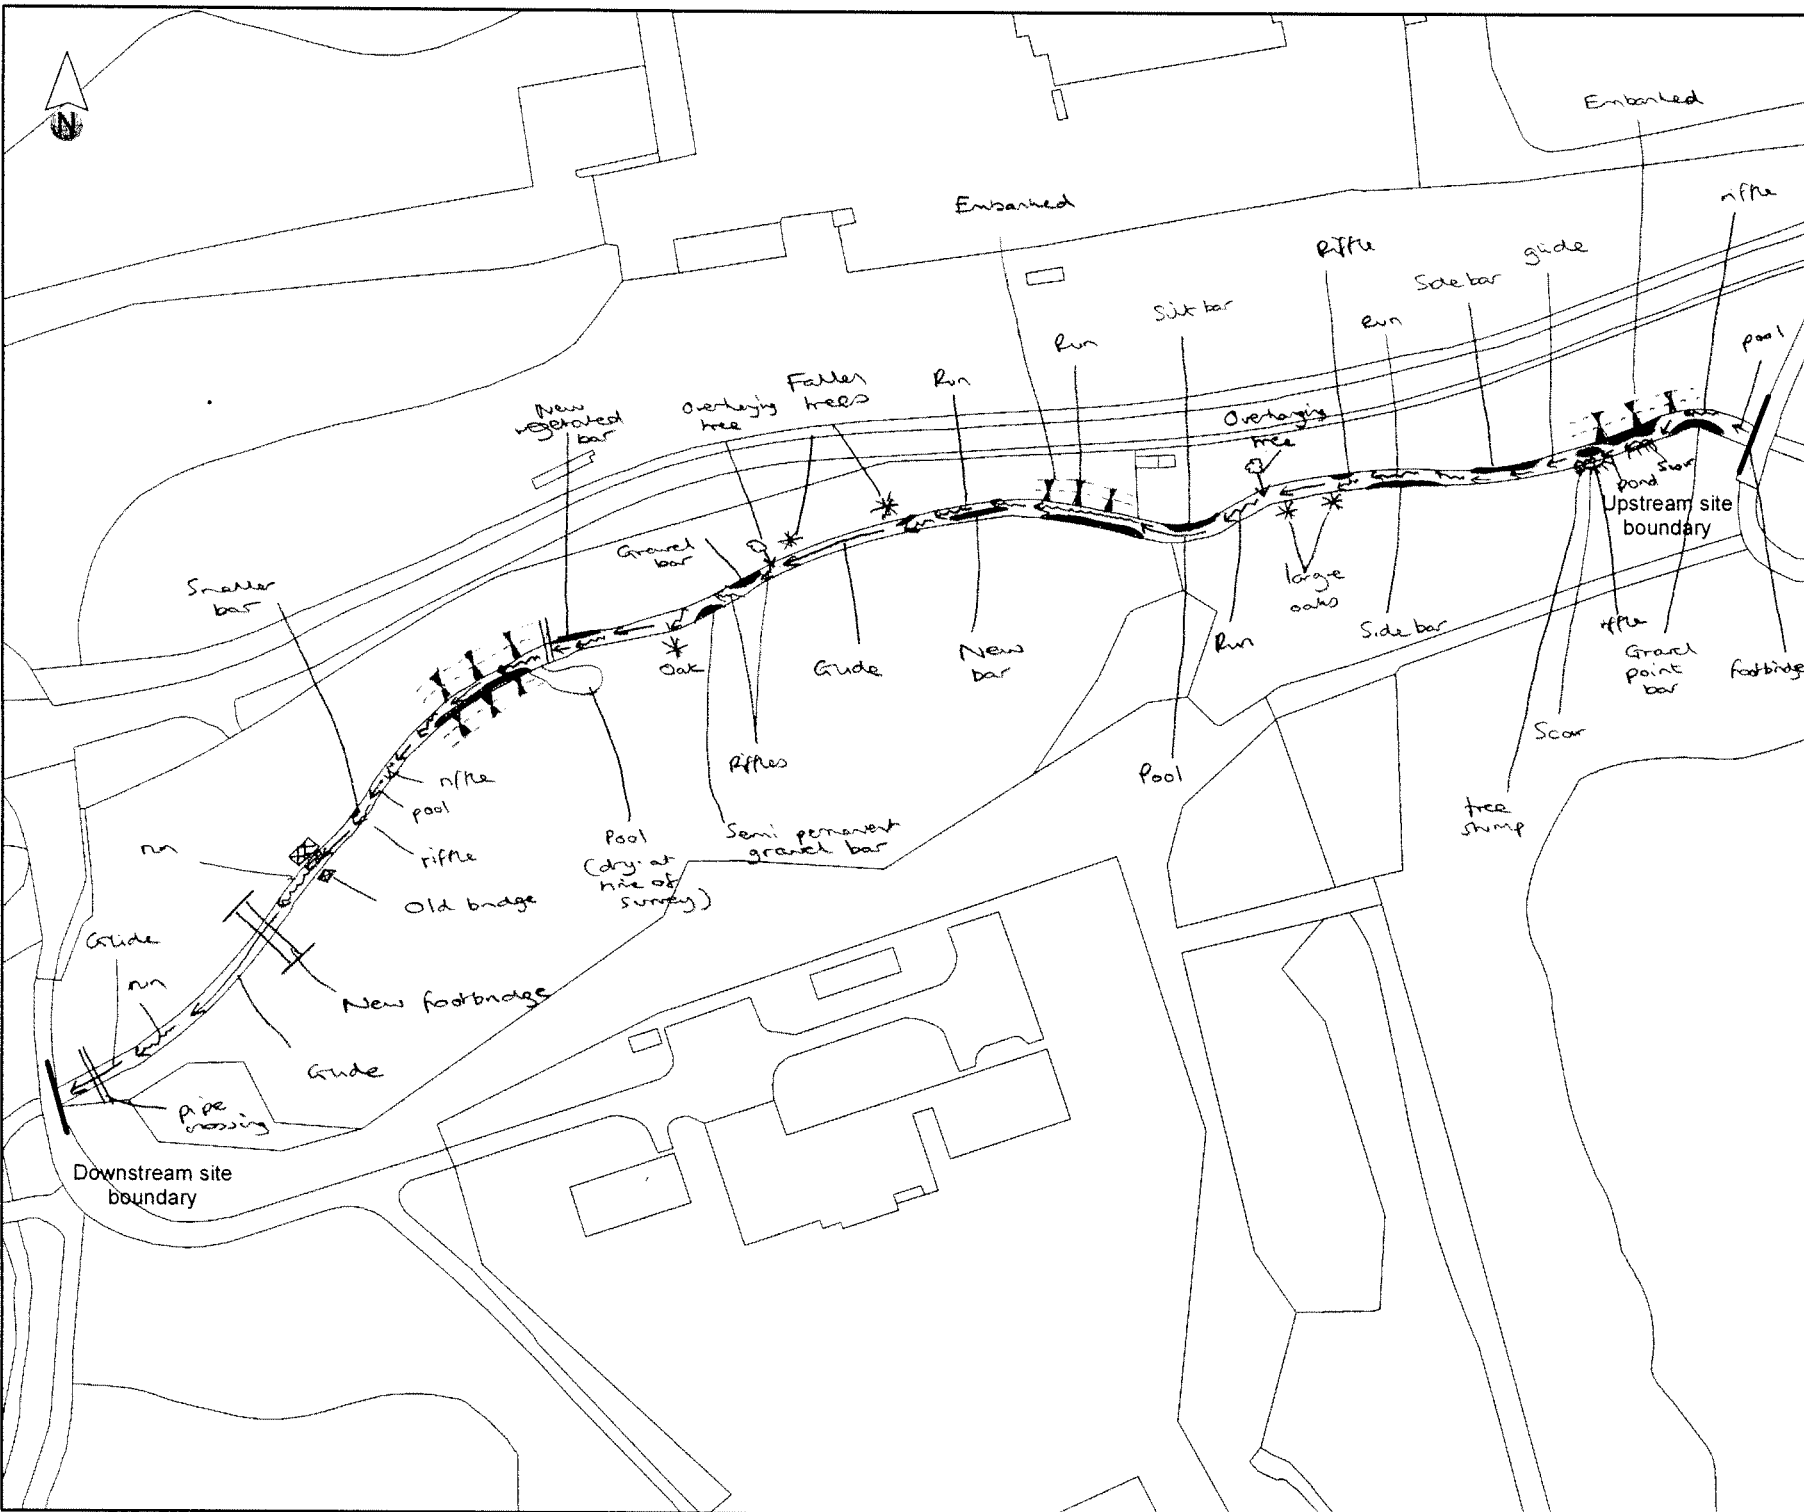 N
Embanked
riffle
Embanked
Riffle
glide
Side bar
Silt bar
Run
Run
pool
Fallen
trees
Run
Overhanging
tree
New
vegetated
bar
Overhanging
tree
scar
pond
Upstream site
boundary
Gravel
bar
large
oaks
Smaller
bar
riffle
Side bar
Run
Gravel
point
bar
footbridge
Oak
Glide
New
bar
Scar
Riffles
Pool
riffle
pool
tree
stump
Pool
(dry at
time of
survey)
Semi permanent
gravel bar
run
riffle
Old bridge
Glide
run
New footbridge
Glide
pipe
crossing
Downstream site
boundary